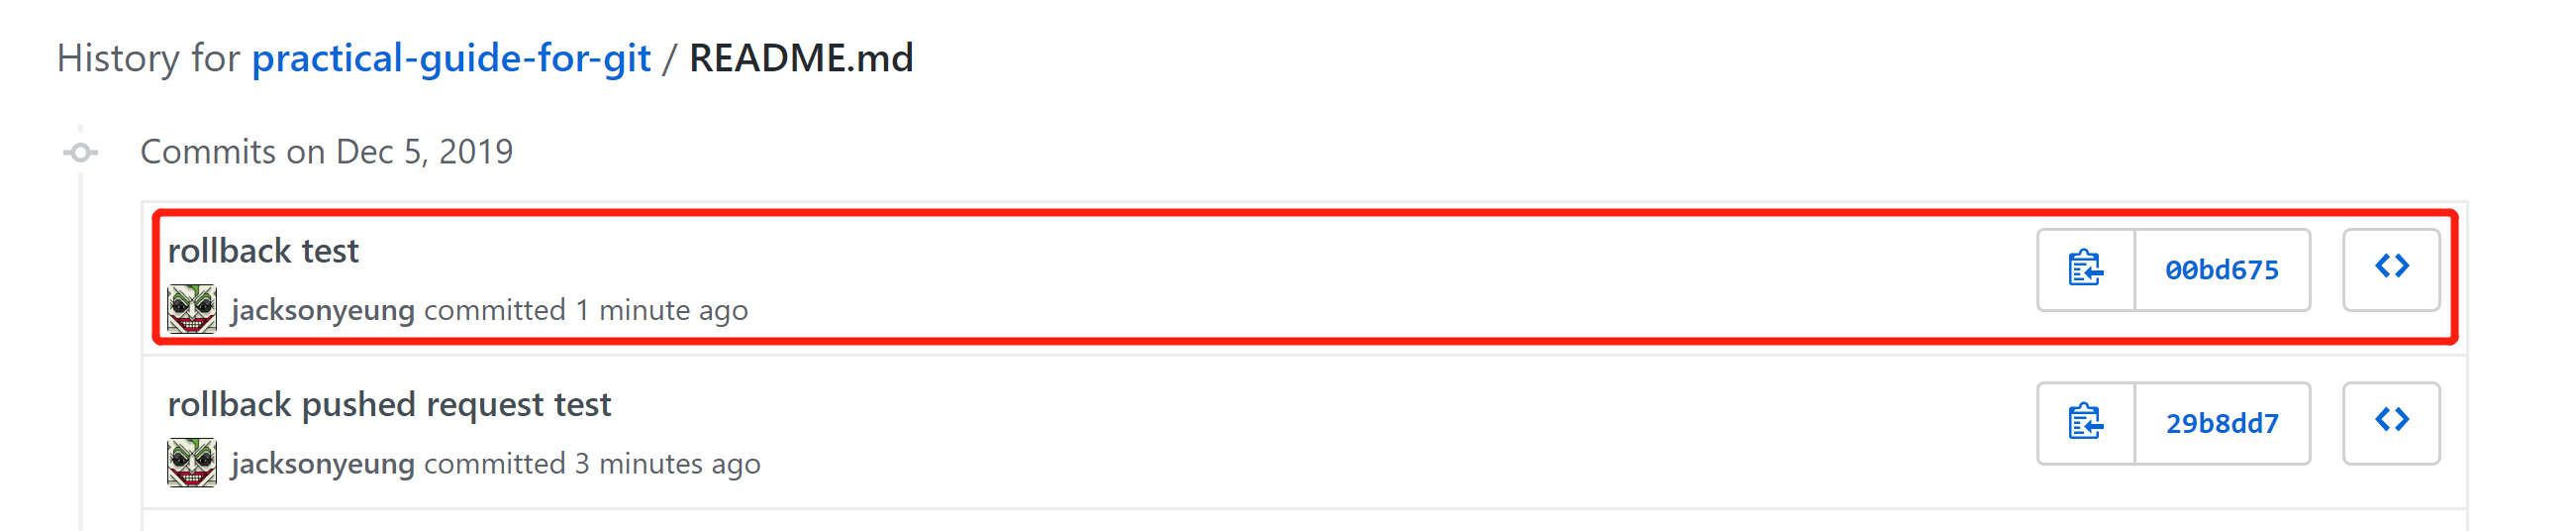 History for practical-guide-for-git / README.md
Commits on Dec 5, 2019
rollback test
00bd675
jacksonyeung committed 1 minute ago
rollback pushed request test
29b8dd7
jacksonyeung committed 3 minutes ago